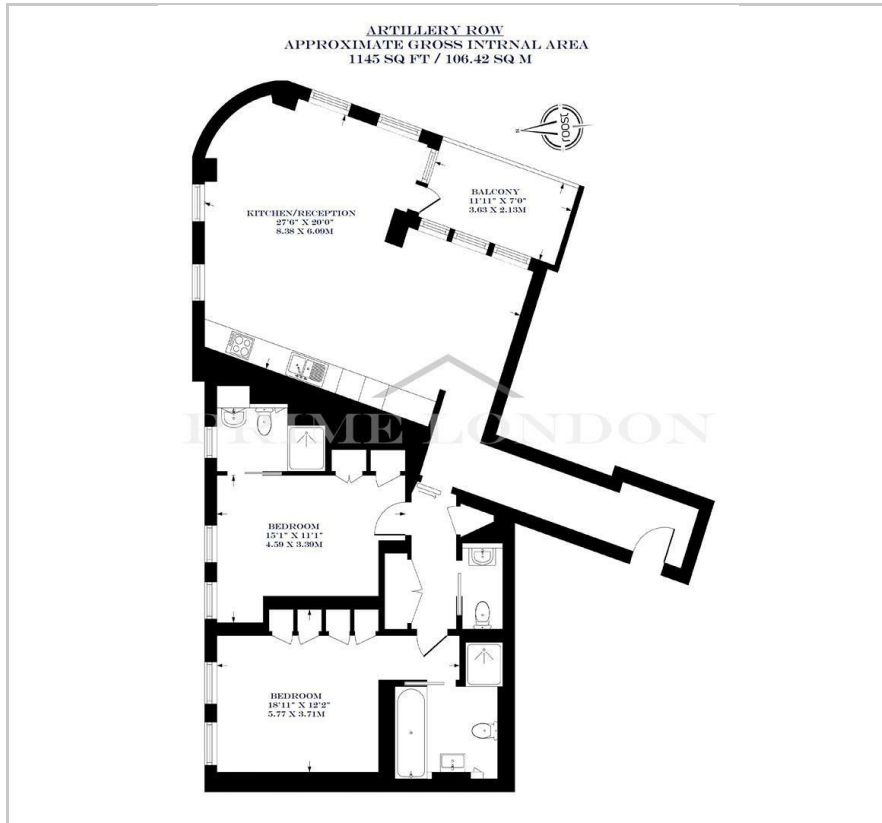 ARTILLERY ROW
APPROXIMATE GROSS INTRNAL AREA
1145 SQ FT / 106.42 SQ M
N
BALCONY
11'11" X 7'0"
3.63 X 2.13M
KITCHEN/RECEPTION
27'6" X 20'0"
8.38 X 6.09M
PRIME LONDON
BEDROOM
15'1" X 11'1"
4.59 X 3.39M
BEDROOM
18'11" X 12'2"
5.77 X 3.71M